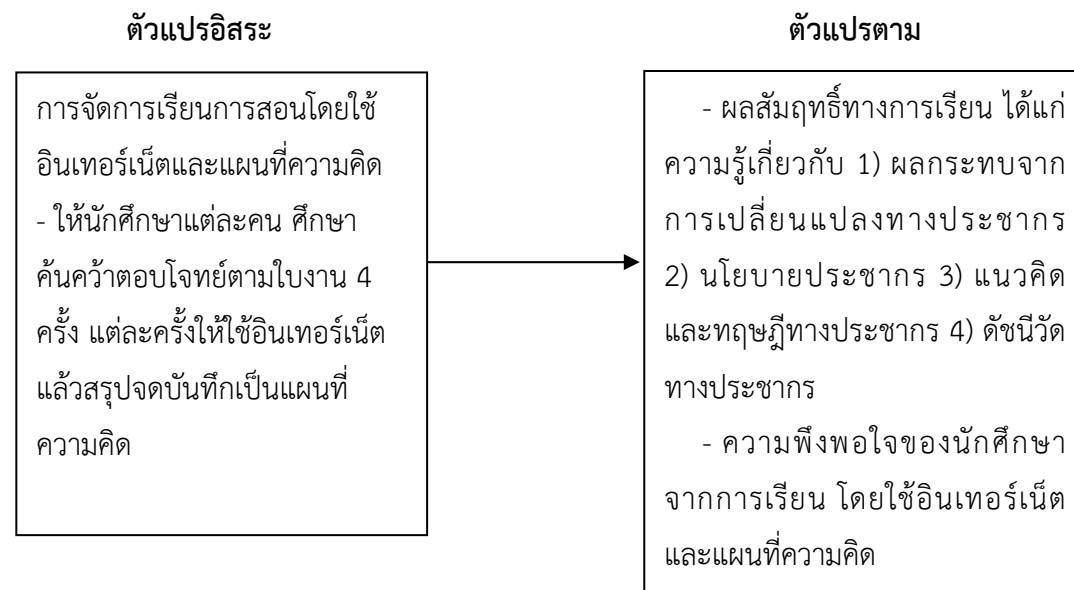 ตัวแปรอิสระ
การจัดการเรียนการสอนโดยใช้
อินเทอร์เน็ตและแผนที่ความคิด
- ให้นักศึกษาแต่ละคน ศึกษา
ค้นคว้าตอบโจทย์ตามใบงาน 4
ครั้ง แต่ละครั้งให้ใช้อินเทอร์เน็ต
แล้วสรุปจดบันทึกเป็นแผนที่
ความคิด
ตัวแปรตาม
- ผลสัมฤทธิ์ทางการเรียน ได้แก่
ความรู้เกี่ยวกับ 1) ผลกระทบจาก
การเปลี่ยนแปลงทางประชากร
2) นโยบายประชากร 3) แนวคิด
และทฤษฎีทางประชากร 4) ดัชนีวัด
ทางประชากร
- ความพึงพอใจของนักศึกษา
จากการเรียน โดยใช้อินเทอร์เน็ต
และแผนที่ความคิด